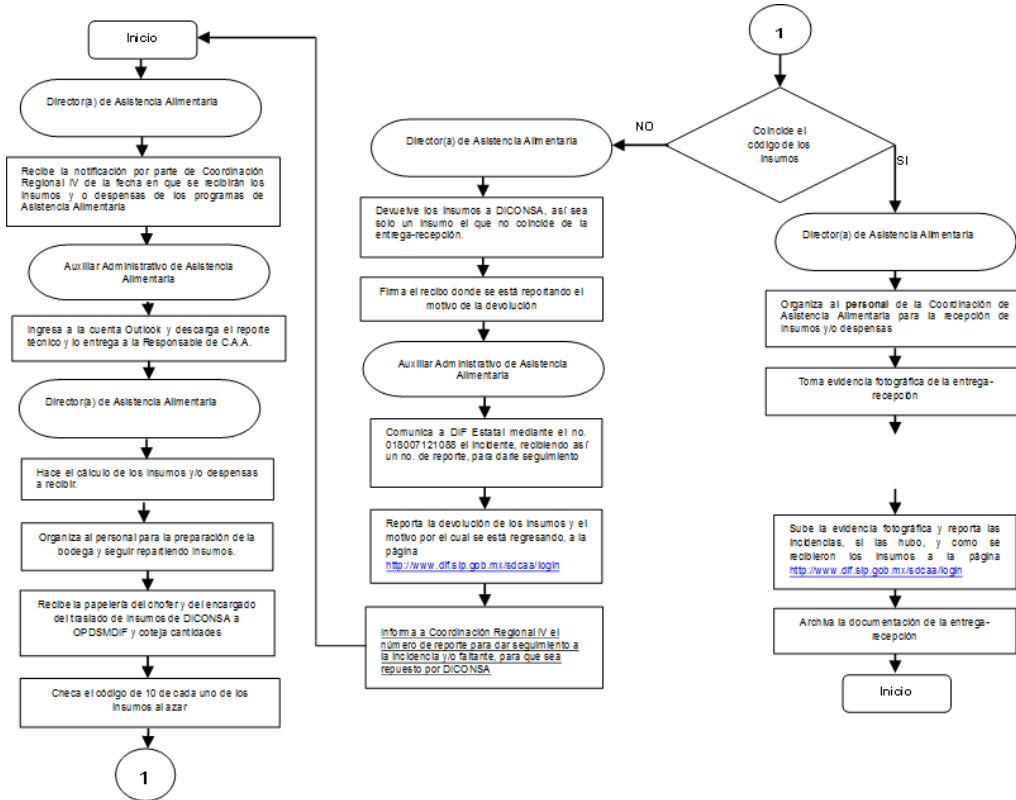 Inicio
Director(a) de Asistencia Alimentaria
Recibe la notificación por parte de Coordinación
Regional IV de la fecha en que se recibirán los
insumos y o despensas de los programas de
Asistencia Alimentaria
Auxiliar Administrativo de Asistencia
Alimentaria
Ingresa a la cuenta Outlook y descarga el reporte
técnico y lo entrega a la Responsable de C.A.A.
Director(a) de Asistencia Alimentaria
Hace el cálculo de los insumos y/o despensas
a recibir.
Organiza al personal para la preparación de la
bodega y seguir repartiendo insumos.
Recibe la papelería del chofer y del encargado
del traslado de insumos de DICONSA a
OPDSMDIF y coteja cantidades
Checa el código de 10 de cada uno de los
insumos al azar
1
Director(a) de Asistencia Alimentaria
Devuelve los insumos a DICONSA, así sea
solo un insumo el que no coincide de la
entrega-recepción.
Firma el recibo donde se está reportando el
motivo de la devolución
Auxiliar Administrativo de Asistencia
Alimentaria
Comunica a DIF Estatal mediante el no.
018007121088 el incidente, recibiendo así
un no. de reporte, para darle seguimiento
Reporta la devolución de los insumos y el
motivo por el cual se está regresando, a la
página
http://www.dif.slp.gob.mx/sdcaa/login
Informa a Coordinación Regional IV el
número de reporte para dar seguimiento a
la incidencia y/o faltante, para que sea
repuesto por DICONSA
1
Coincide el
código de los
insumos
NO
SI
Director(a) de Asistencia Alimentaria
Organiza al personal de la Coordinación de
Asistencia Alimentaria para la recepción de
insumos y/o despensas
Toma evidencia fotográfica de la entrega-
recepción
Sube la evidencia fotográfica y reporta las
incidencias, si las hubo, y como se
recibieron los insumos a la página
http://www.dif.slp.gob.mx/sdcaa/login
Archiva la documentación de la entrega-
recepción
Inicio